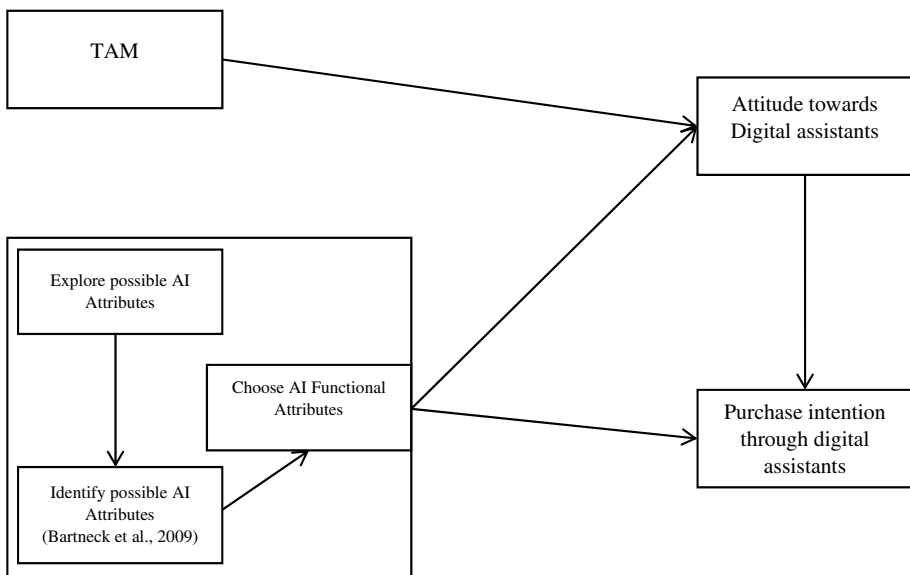 TAM
Attitude towards
Digital assistants
Explore possible AI
Attributes
Choose AI Functional
Attributes
Purchase intention
through digital
assistants
Identify possible AI
Attributes
(Bartneck et al., 2009)